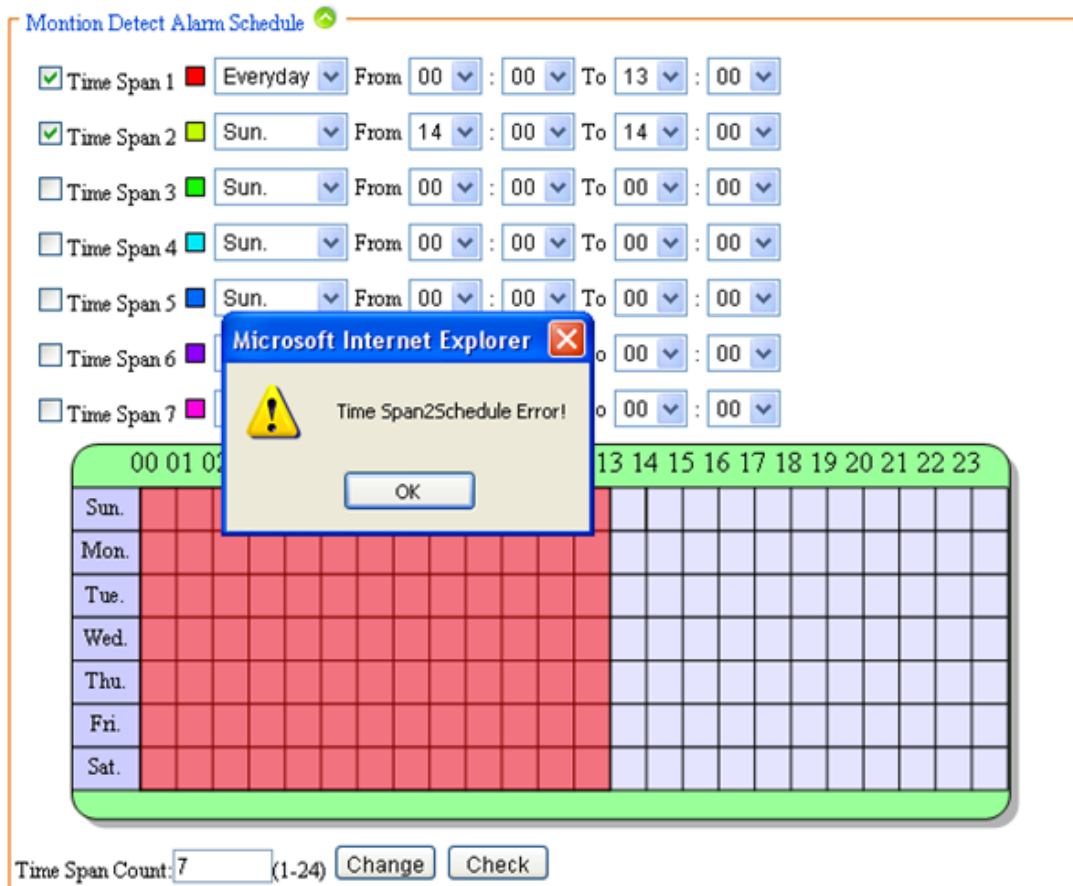 Montion Detect Alarm Schedule
Time Span 1 Everyday From 00 : 00 To 13 : 00
Time Span 2 Sun. From 14 : 00 To 14 : 00
Time Span 3 Sun. From 00 : 00 To 00 : 00
Time Span 4 Sun. From 00 : 00 To 00 : 00
Time Span 5 Sun. From 00 : 00 To 00 : 00
Microsoft Internet Explorer
Time Span 6 00 : 00
Time Span2Schedule Error!
Time Span 7 00 : 00
00 01 13 14 15 16 17 18 19 20 21 22 23
OK
Sun.
Mon.
Tue.
Wed.
Thu.
Fri.
Sat.
Time Span Count: 7 (1-24) Change Check